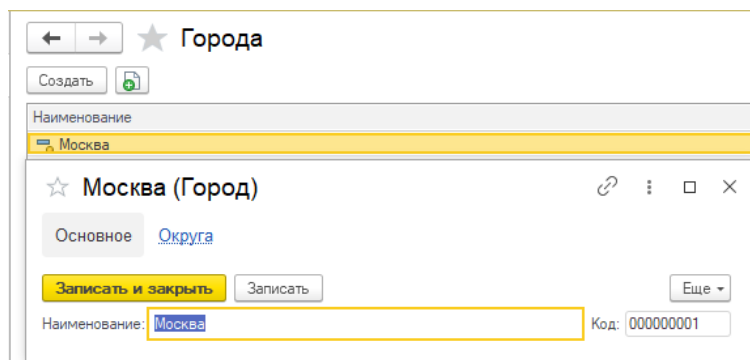 Города
Создать
Наименование
Москва
Москва (Город)
Основное Округа
Записать и закрыть Записать Еще
Наименование: Москва Код: 000000001